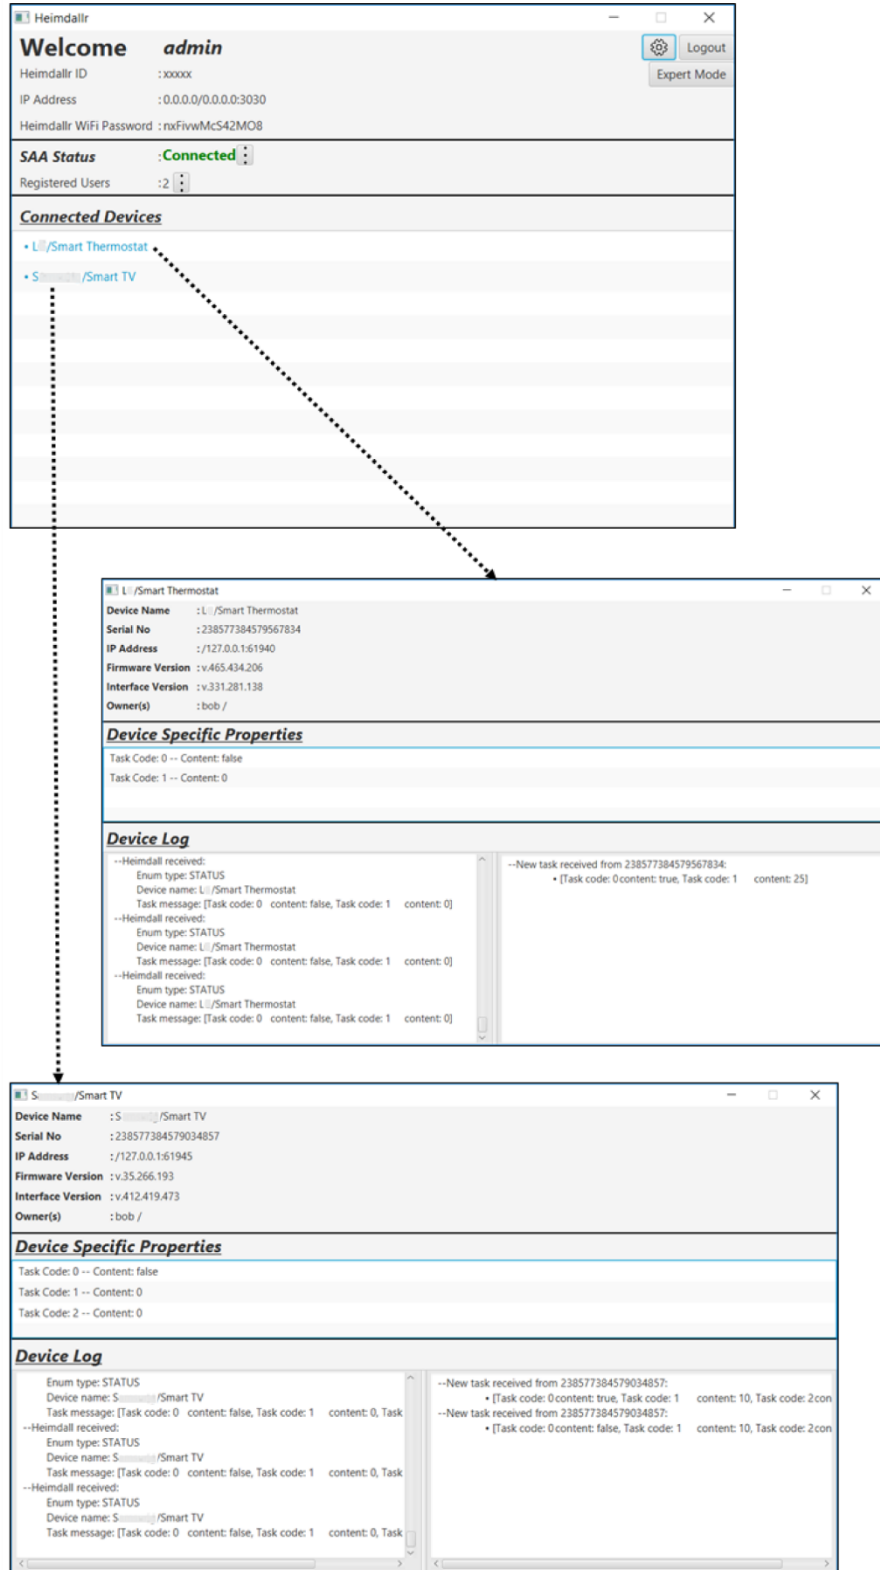 Heimdallr
Welcome admin
Logout
Heimdallr ID : xxxxx
Expert Mode
IP Address : 0.0.0.0/0.0.0.0:3030
Heimdallr WiFi Password : nxFivwMcS42MO8
SAA Status :Connected
Registered Users :2
Connected Devices
• L /Smart Thermostat
• S /Smart TV
L /Smart Thermostat
Device Name : L /Smart Thermostat
Serial No : 238577384579567834
IP Address : /127.0.0.1:61940
Firmware Version : v.465.434.206
Interface Version : v.331.281.138
Owner(s) : bob /
Device Specific Properties
Task Code: 0 -- Content: false
Task Code: 1 -- Content: 0
Device Log
--Heimdall received:
Enum type: STATUS
Device name: L /Smart Thermostat
Task message: [Task code: 0 content: false, Task code: 1 content: 0]
--Heimdall received:
Enum type: STATUS
Device name: L /Smart Thermostat
Task message: [Task code: 0 content: false, Task code: 1 content: 0]
--Heimdall received:
Enum type: STATUS
Device name: L /Smart Thermostat
Task message: [Task code: 0 content: false, Task code: 1 content: 0]
--New task received from 238577384579567834:
• [Task code: 0 content: true, Task code: 1 content: 25]
S /Smart TV
Device Name : S /Smart TV
Serial No : 238577384579034857
IP Address : /127.0.0.1:61945
Firmware Version : v.35.266.193
Interface Version : v.412.419.473
Owner(s) : bob /
Device Specific Properties
Task Code: 0 -- Content: false
Task Code: 1 -- Content: 0
Task Code: 2 -- Content: 0
Device Log
Enum type: STATUS
Device name: S /Smart TV
Task message: [Task code: 0 content: false, Task code: 1 content: 0, Task
--Heimdall received:
Enum type: STATUS
Device name: S /Smart TV
Task message: [Task code: 0 content: false, Task code: 1 content: 0, Task
--Heimdall received:
Enum type: STATUS
Device name: S /Smart TV
Task message: [Task code: 0 content: false, Task code: 1 content: 0, Task
--New task received from 238577384579034857:
• [Task code: 0 content: true, Task code: 1 content: 10, Task code: 2 con
--New task received from 238577384579034857:
• [Task code: 0 content: false, Task code: 1 content: 10, Task code: 2 con